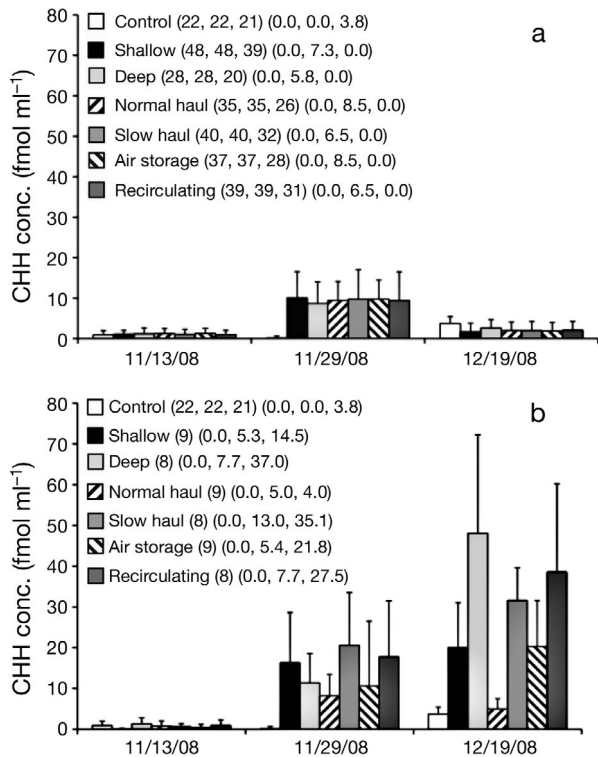 a
80
70
60
50
40
30
20
10
0
CHH conc. (fmol ml⁻¹)
Control (22, 22, 21) (0.0, 0.0, 3.8)
Shallow (48, 48, 39) (0.0, 7.3, 0.0)
Deep (28, 28, 20) (0.0, 5.8, 0.0)
Normal haul (35, 35, 26) (0.0, 8.5, 0.0)
Slow haul (40, 40, 32) (0.0, 6.5, 0.0)
Air storage (37, 37, 28) (0.0, 8.5, 0.0)
Recirculating (39, 39, 31) (0.0, 6.5, 0.0)
11/13/08 11/29/08 12/19/08
b
80
70
60
50
40
30
20
10
0
CHH conc. (fmol ml⁻¹)
Control (22, 22, 21) (0.0, 0.0, 3.8)
Shallow (9) (0.0, 5.3, 14.5)
Deep (8) (0.0, 7.7, 37.0)
Normal haul (9) (0.0, 5.0, 4.0)
Slow haul (8) (0.0, 13.0, 35.1)
Air storage (9) (0.0, 5.4, 21.8)
Recirculating (8) (0.0, 7.7, 27.5)
11/13/08 11/29/08 12/19/08